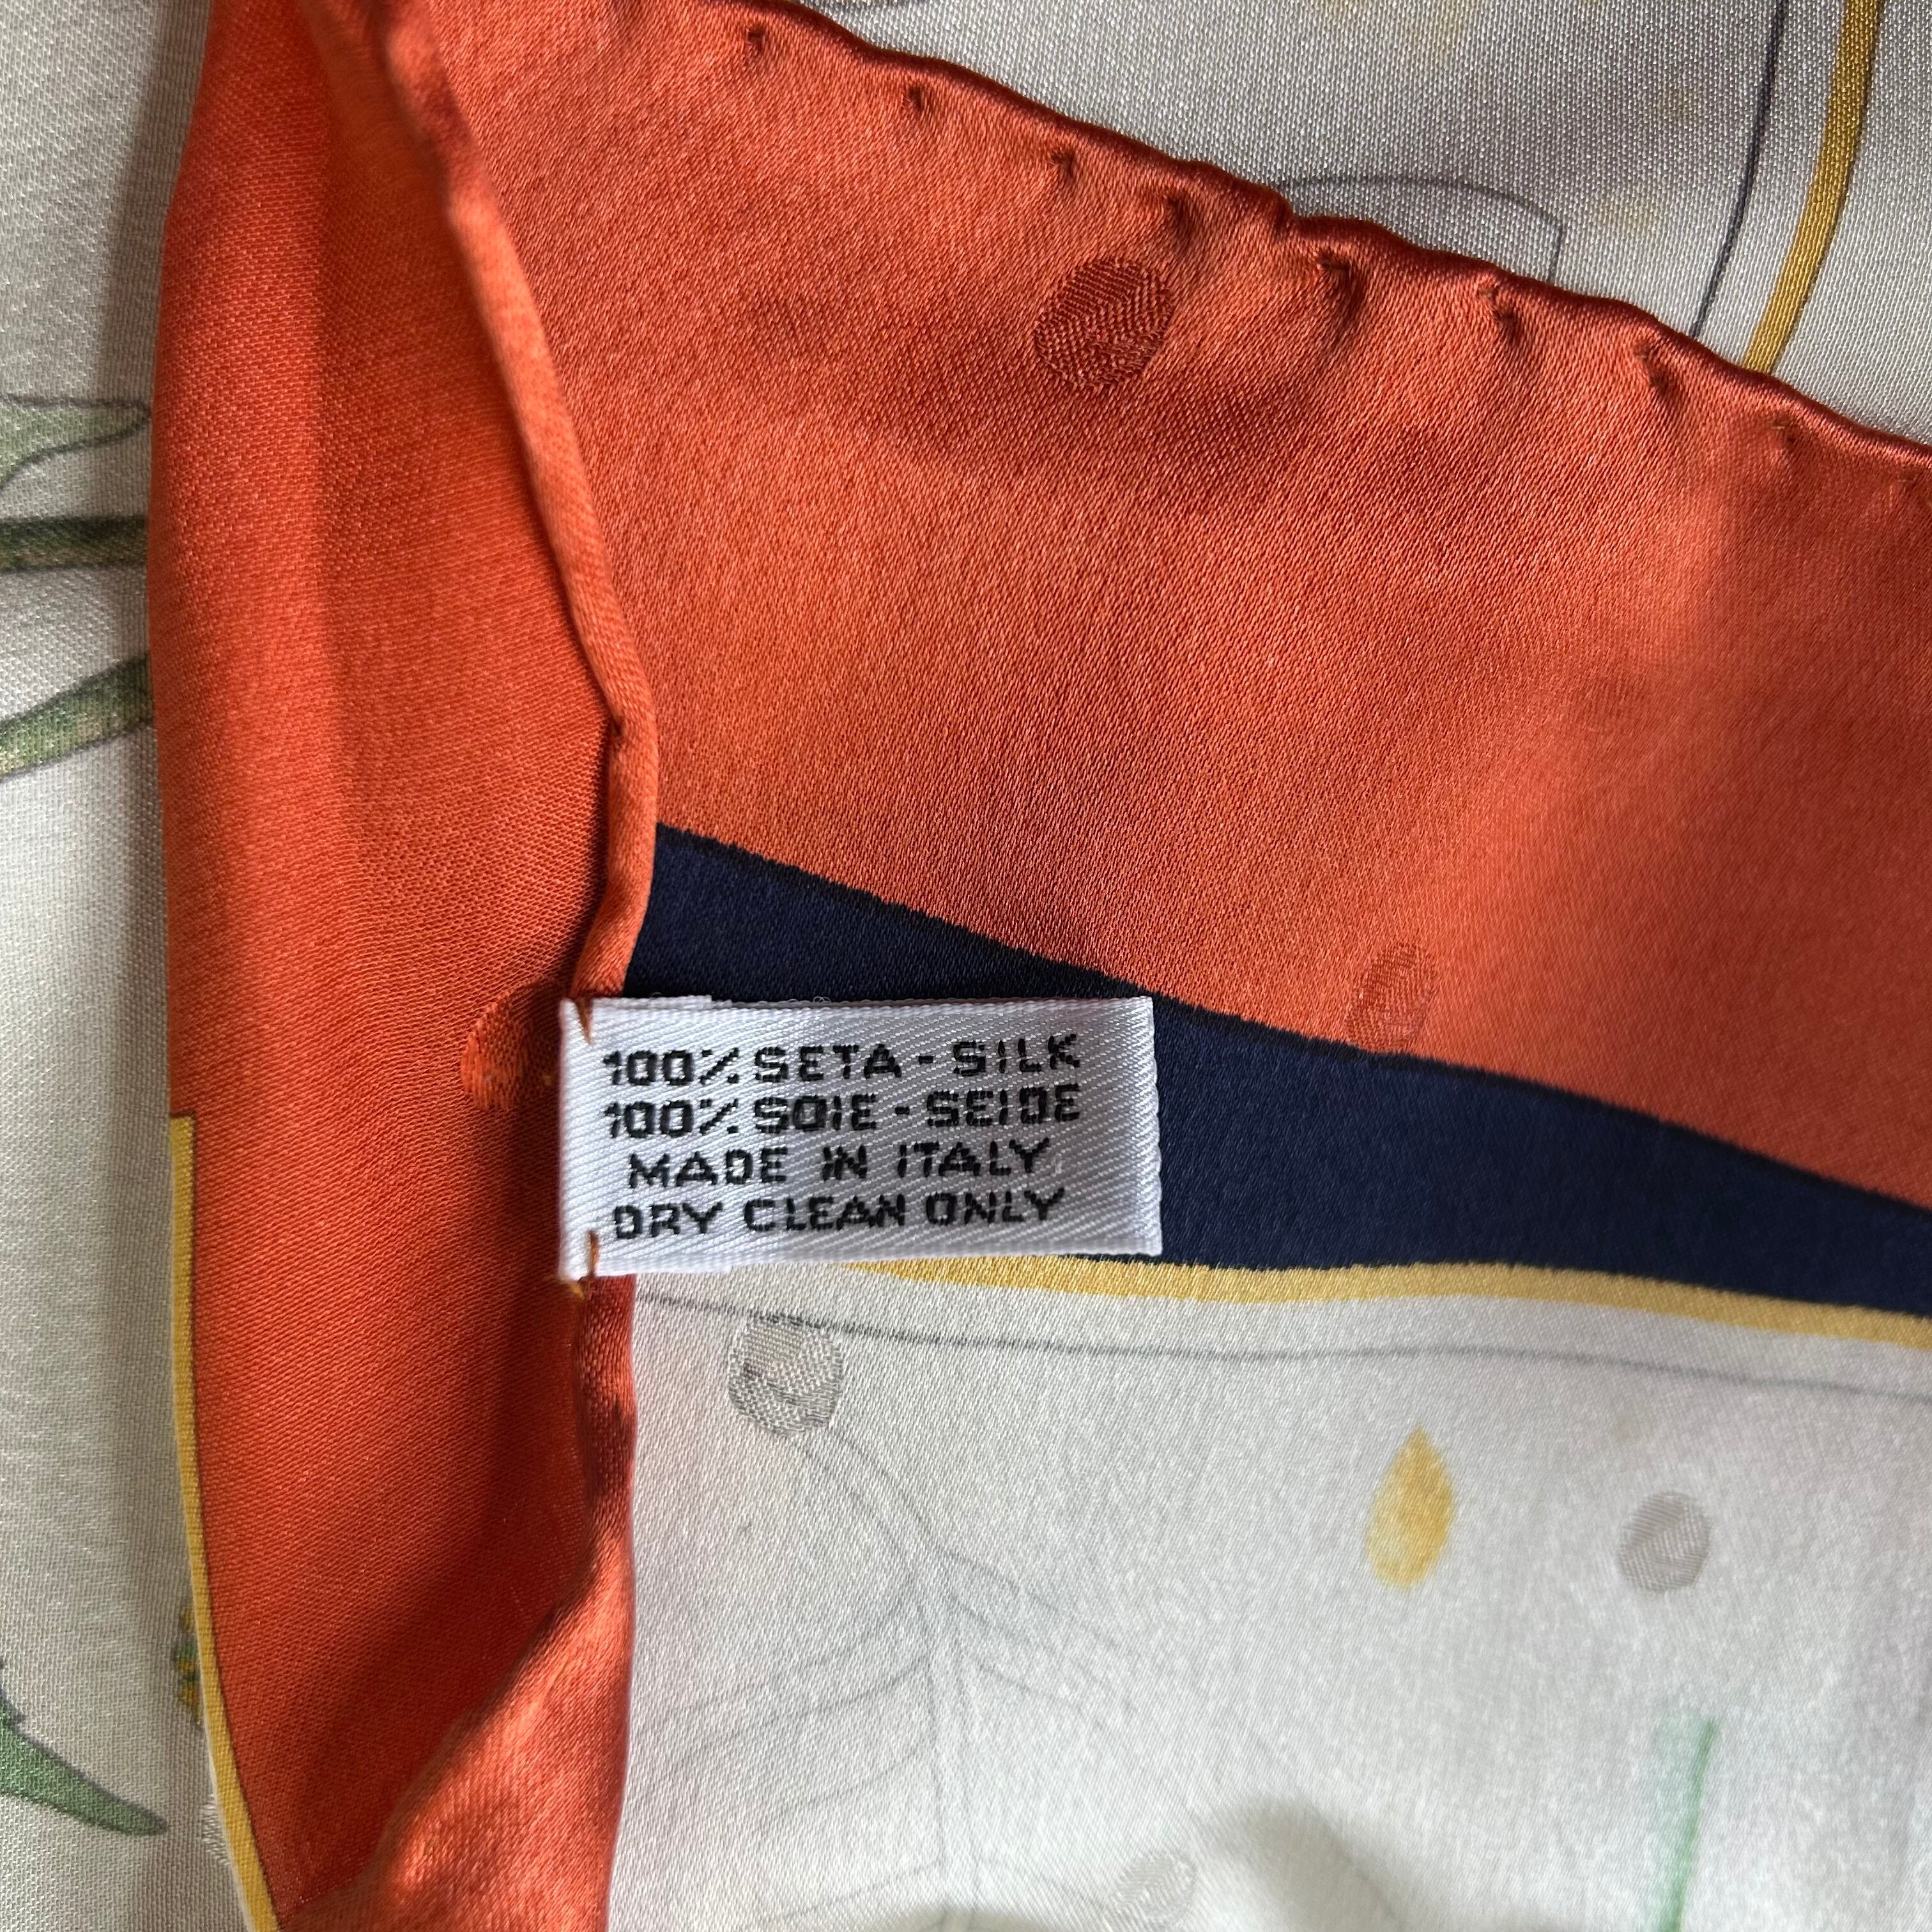 100% SETA - SILK
100% SOIE - SEIDE
MADE IN ITALY
DRY CLEAN ONLY